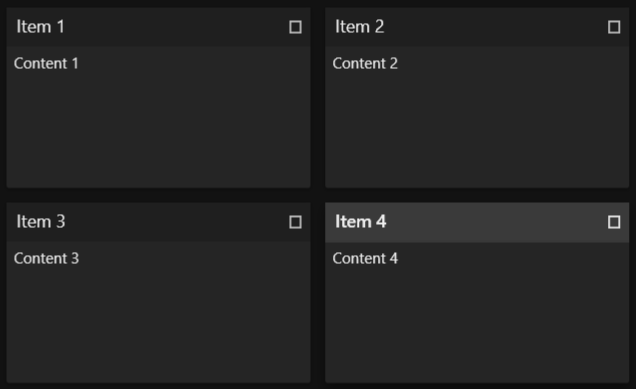 Item 1
Content 1
Item 2
Content 2
Item 3
Content 3
Item 4
Content 4